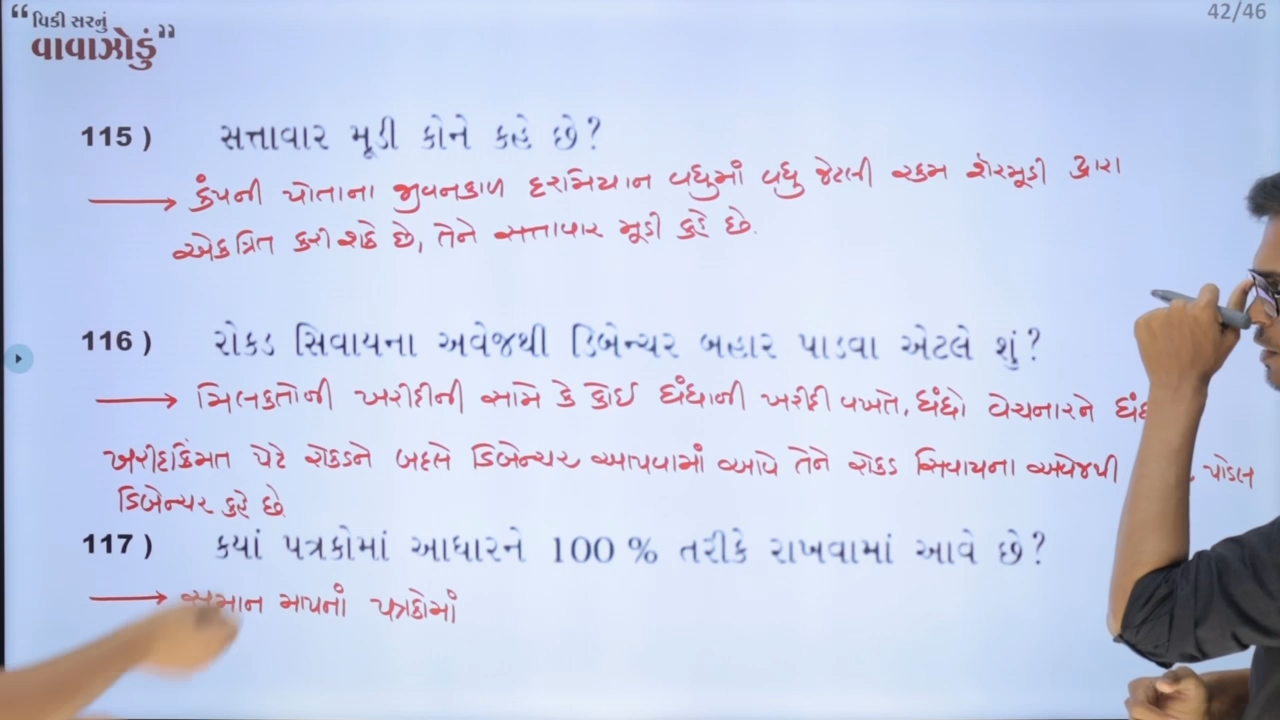 “વિકી સરનું
વાવાઝોડું”
42/46
115 ) સત્તાવાર મૂડી કોને કહે છે?
કંપની પોતાના જીવનકાળ દરમિયાન વધુમાં વધુ જેટલી રકમ શેરમૂડી દ્વારા
એકત્રિત કરી શકે છે, તેને સત્તાવાર મૂડી કહે છે.
116 ) રોકડ સિવાયના અવેજથી ડિબેન્ચર બહાર પાડવા એટલે શું?
મિલકતોની ખરીદીની સામે કે કોઈ ધંધાની ખરીદી વખતે, ધંધો વેચનારને
ખરીદકિંમત પેટે રોકડને બદલે ડિબેન્ચર આપવામાં આવે તેને રોકડ સિવાયના અવેજથી પાડેલ
ડિબેન્ચર કહે છે.
117 ) કયાં પત્રકોમાં આધારને 100 % તરીકે રાખવામાં આવે છે?
સમાન માપનાં પત્રકોમાં